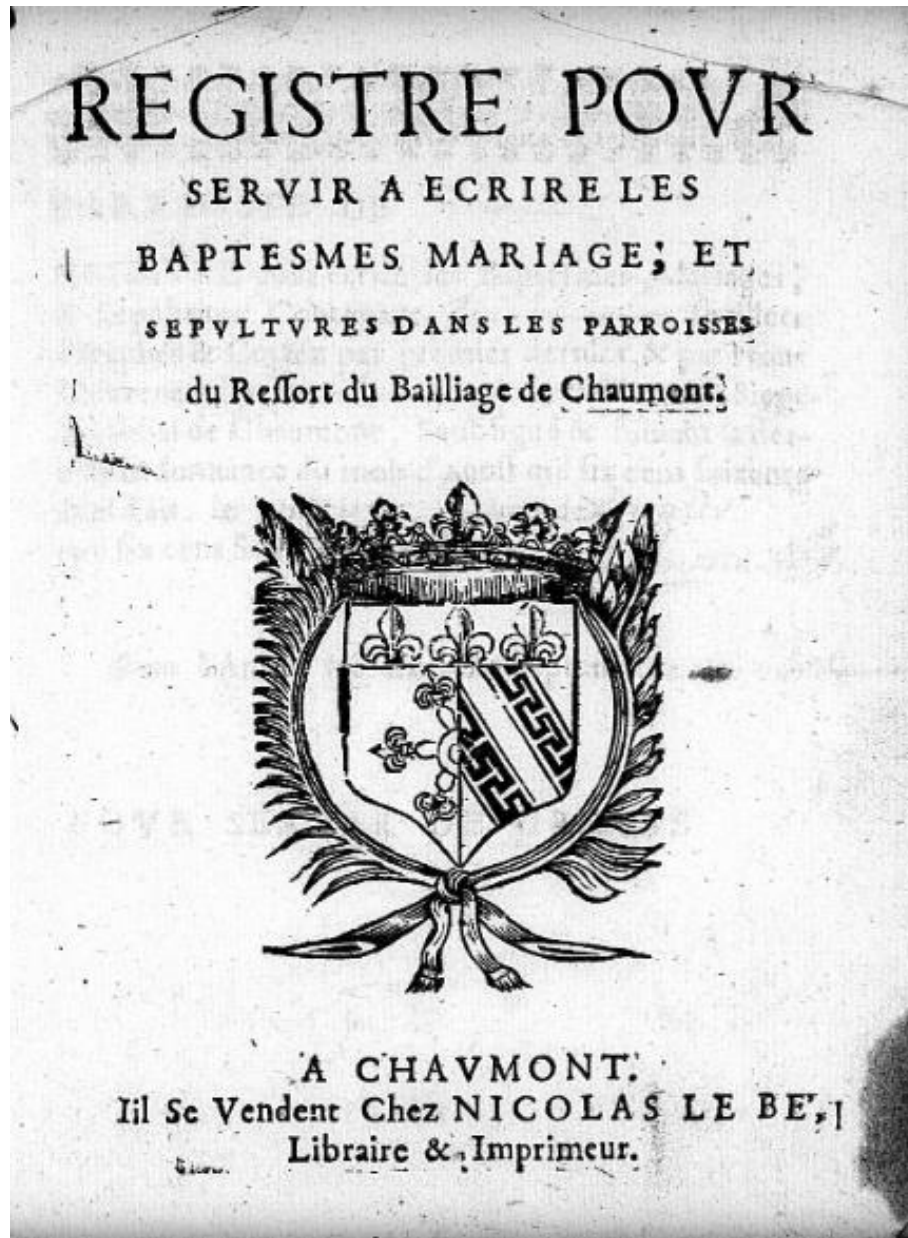 REGISTRE POVR
SERVIR A ECRIRE LES
BAPTESMES MARIAGE; ET
SEPVLTVRES DANS LES PARROISSES
du Reſſort du Bailliage de Chaumont.
A CHAVMONT.
Iil Se Vendent Chez NICOLAS LE BE',
Libraire & Imprimeur.